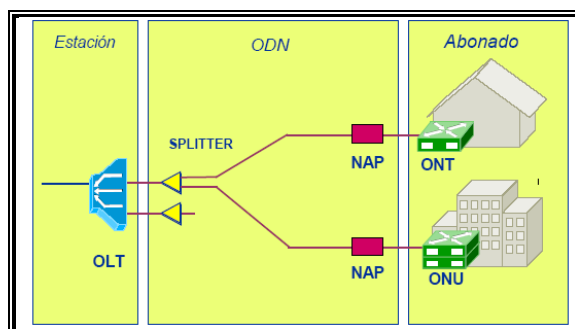 Estación
ODN
Abonado
SPLITTER
NAP
ONT
OLT
NAP
ONU